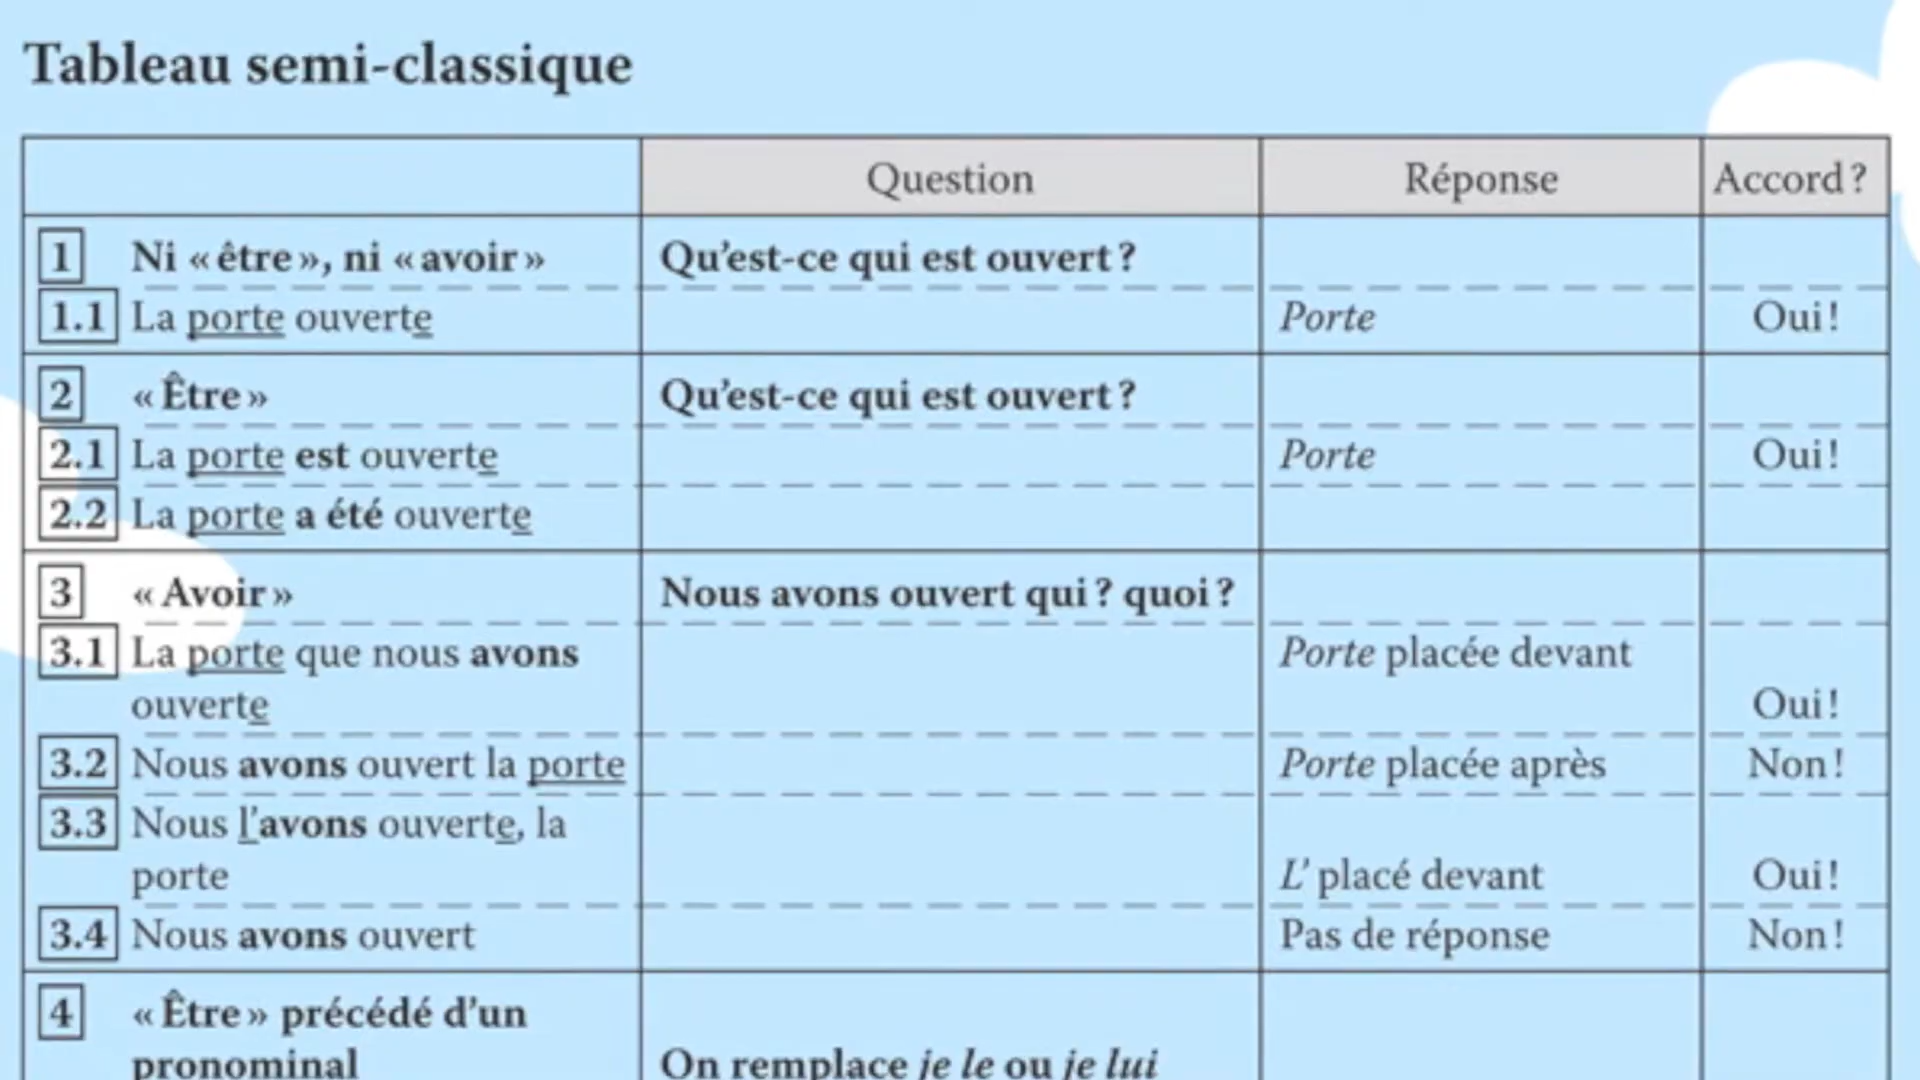 Tableau semi-classique
Question Réponse Accord ?
1 Ni « être », ni « avoir » Qu’est-ce qui est ouvert ?
1.1 La porte ouverte Porte Oui !
2 « Être » Qu’est-ce qui est ouvert ?
2.1 La porte est ouverte Porte Oui !
2.2 La porte a été ouverte
3 « Avoir » Nous avons ouvert qui ? quoi ?
3.1 La porte que nous avons Porte placée devant
ouverte Oui !
3.2 Nous avons ouvert la porte Porte placée après Non !
3.3 Nous l’avons ouverte, la
porte L’ placé devant Oui !
3.4 Nous avons ouvert Pas de réponse Non !
4 « Être » précédé d’un
pronominal On remplace je le ou je lui